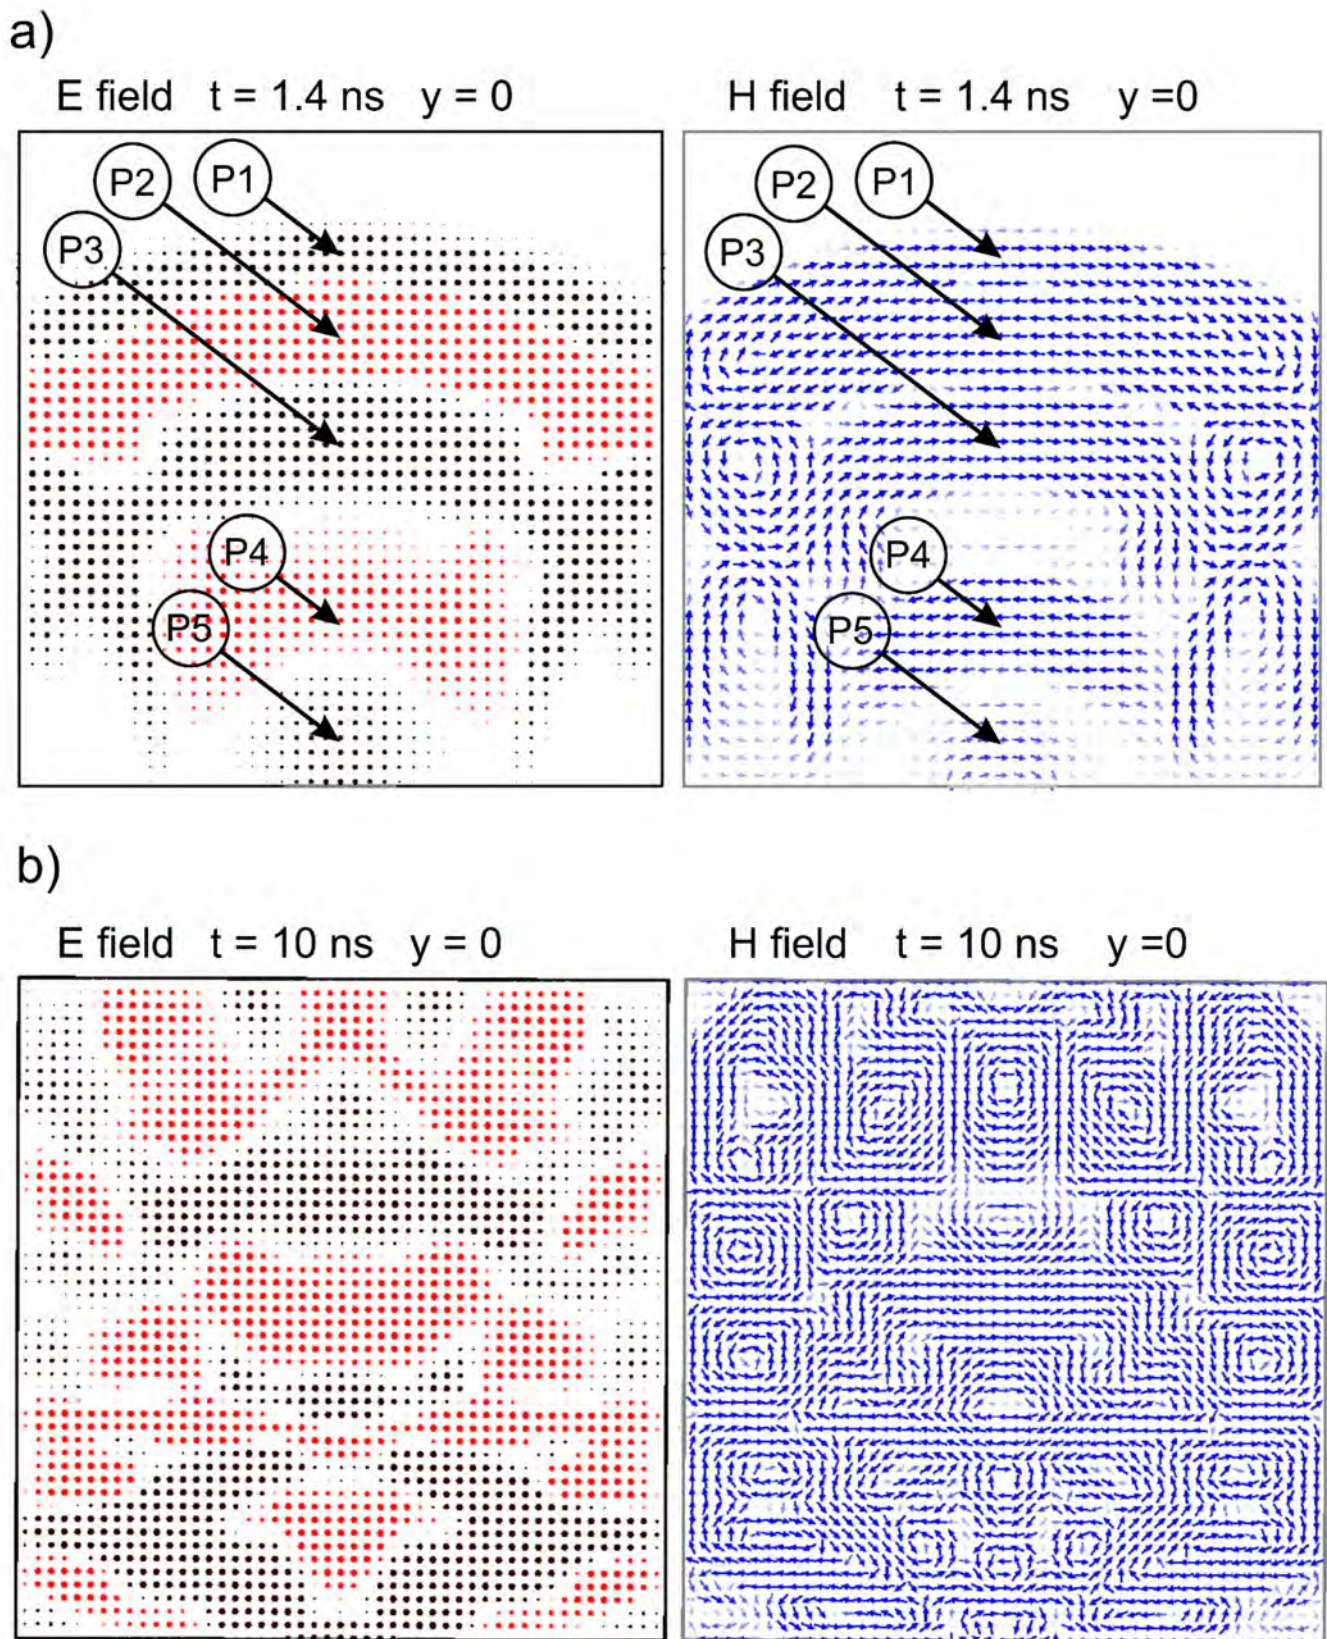 a)
E field t = 1.4 ns y = 0
H field t = 1.4 ns y =0
P2 P1
P3
P4
P5
P2 P1
P3
P4
P5
b)
E field t = 10 ns y = 0
H field t = 10 ns y =0